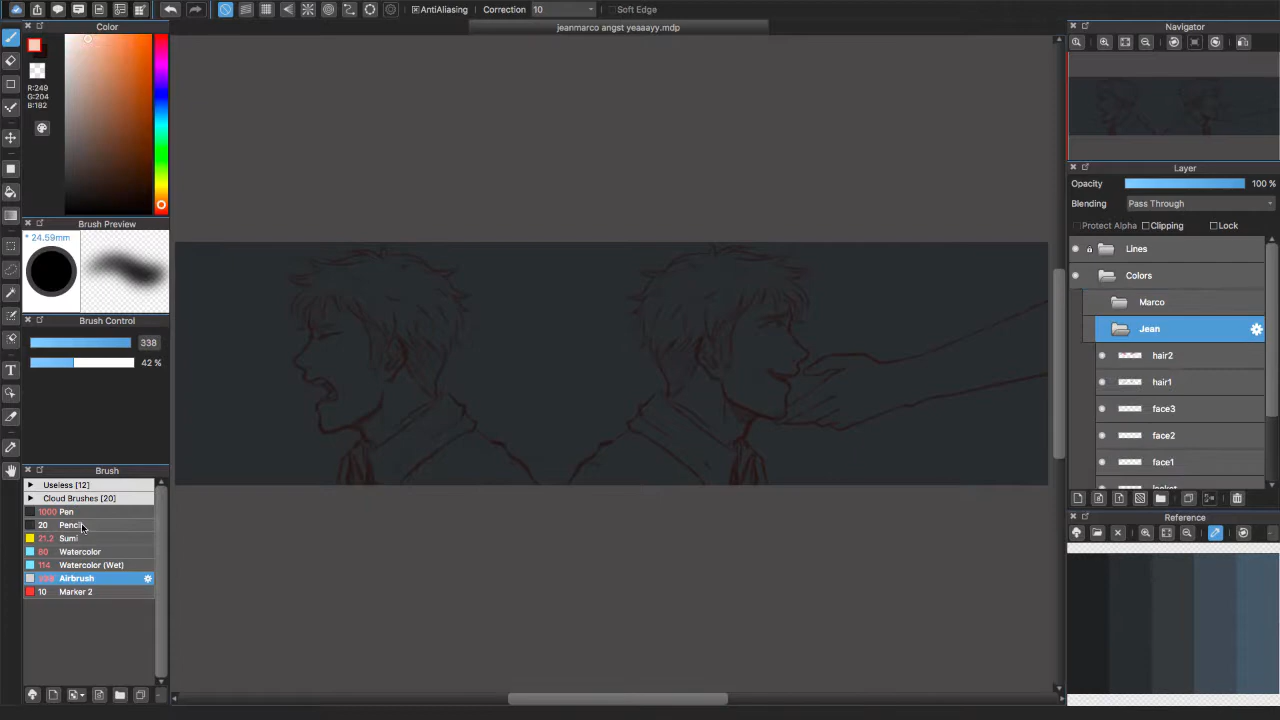 AntiAliasing Correction 10 Soft Edge
Color
jeanmarco angst yeaaayy.mdp
Navigator
R:249
G:204
B:182
Brush Preview
* 24.59mm
Brush Control
338
42 %
Layer
Opacity 100 %
Blending Pass Through
Protect Alpha Clipping Lock
Lines
Colors
Marco
Jean
hair2
hair1
face3
face2
face1
Brush
Useless [12]
Cloud Brushes [20]
1000 Pen
20 Pencil
21.2 Sumi
80 Watercolor
114 Watercolor (Wet)
Airbrush
10 Marker 2
Reference
T